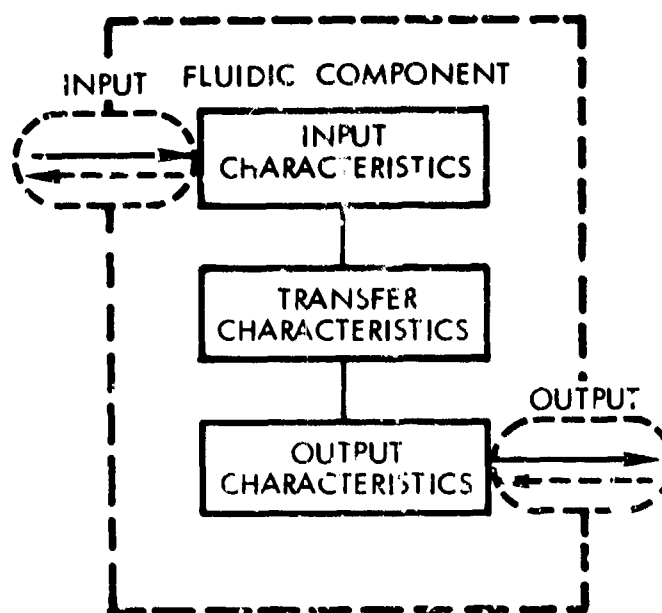 INPUT
FLUIDIC COMPONENT
INPUT
CHARACTERISTICS
TRANSFER
CHARACTERISTICS
OUTPUT
OUTPUT
CHARACTERISTICS